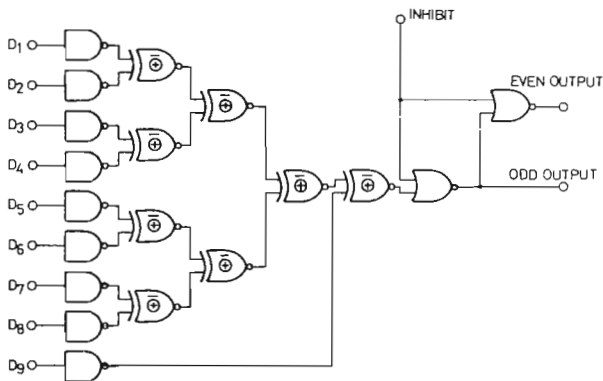 INHIBIT
D1
D2
EVEN OUTPUT
D3
D4
ODD OUTPUT
D5
D6
D7
D8
D9